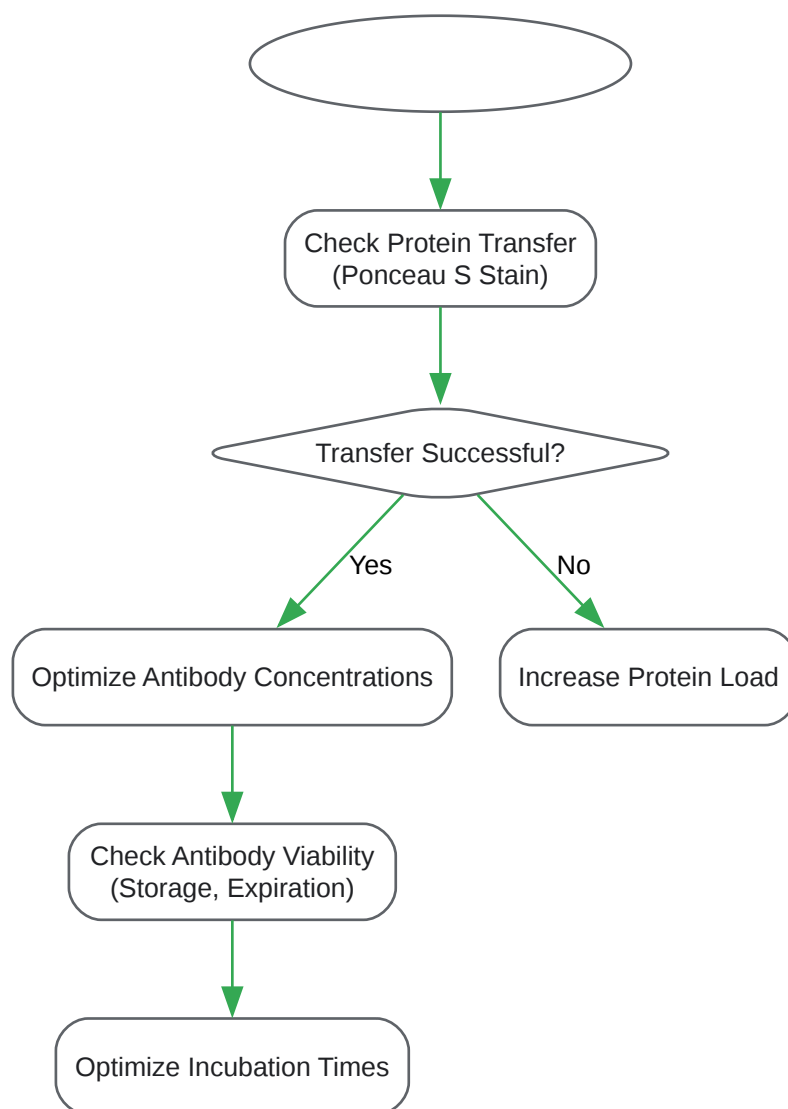 Check Protein Transfer
(Ponceau S Stain)
Transfer Successful?
Yes
No
Optimize Antibody Concentrations
Increase Protein Load
Check Antibody Viability
(Storage, Expiration)
Optimize Incubation Times